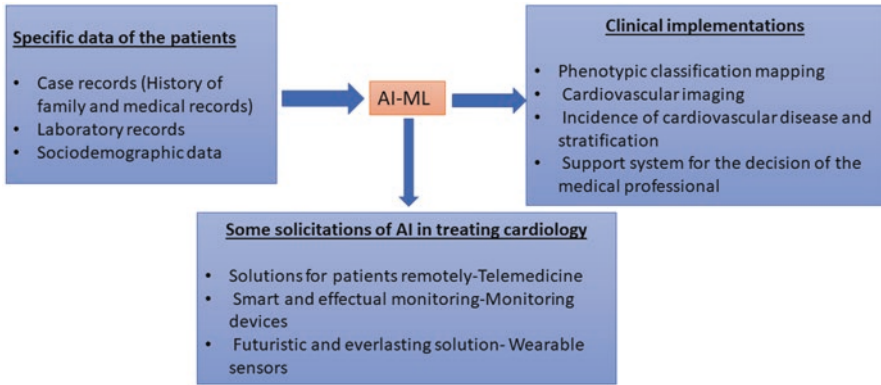 Specific data of the patients
• Case records (History of
family and medical records)
• Laboratory records
• Sociodemographic data
AI-ML
Clinical implementations
• Phenotypic classification mapping
• Cardiovascular imaging
• Incidence of cardiovascular disease and
stratification
• Support system for the decision of the
medical professional
Some solicitations of AI in treating cardiology
• Solutions for patients remotely-Telemedicine
• Smart and effectual monitoring-Monitoring
devices
• Futuristic and everlasting solution- Wearable
sensors